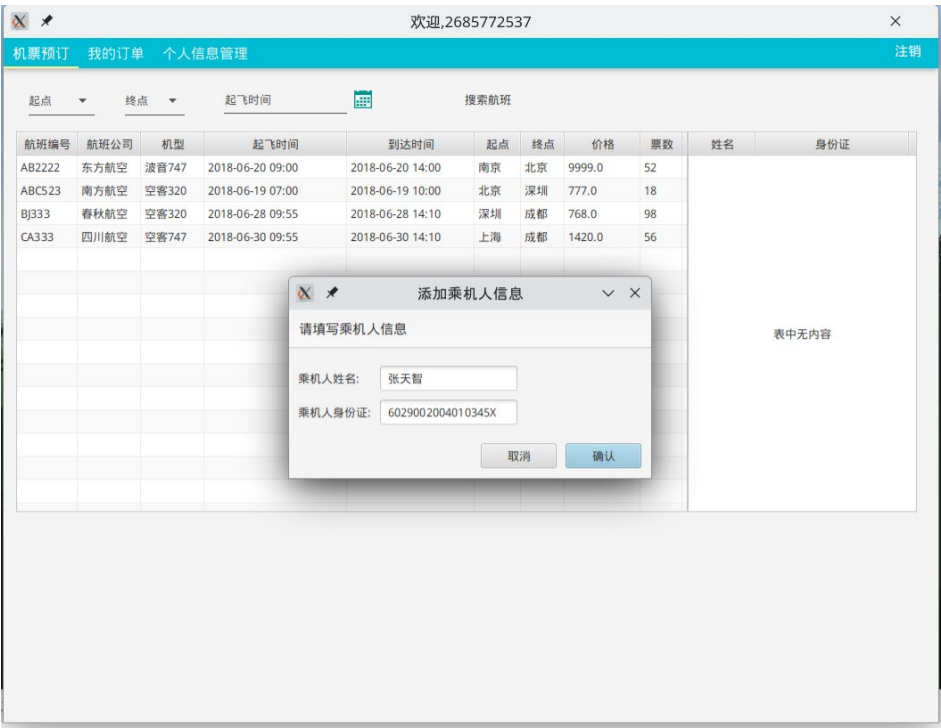 欢迎,2685772537
机票预订 我的订单 个人信息管理 注销
起点 终点 起飞时间 搜索航班
航班编号 航班公司 机型 起飞时间 到达时间 起点 终点 价格 票数 姓名 身份证
AB2222 东方航空 波音747 2018-06-20 09:00 2018-06-20 14:00 南京 北京 9999.0 52
ABC523 南方航空 空客320 2018-06-19 07:00 2018-06-19 10:00 北京 深圳 777.0 18
BJ333 春秋航空 空客320 2018-06-28 09:55 2018-06-28 14:10 深圳 成都 768.0 98
CA333 四川航空 空客747 2018-06-30 09:55 2018-06-30 14:10 上海 成都 1420.0 56
添加乘机人信息
请填写乘机人信息
表中无内容
乘机人姓名: 张天智
乘机人身份证: 6029002004010345X
取消 确认